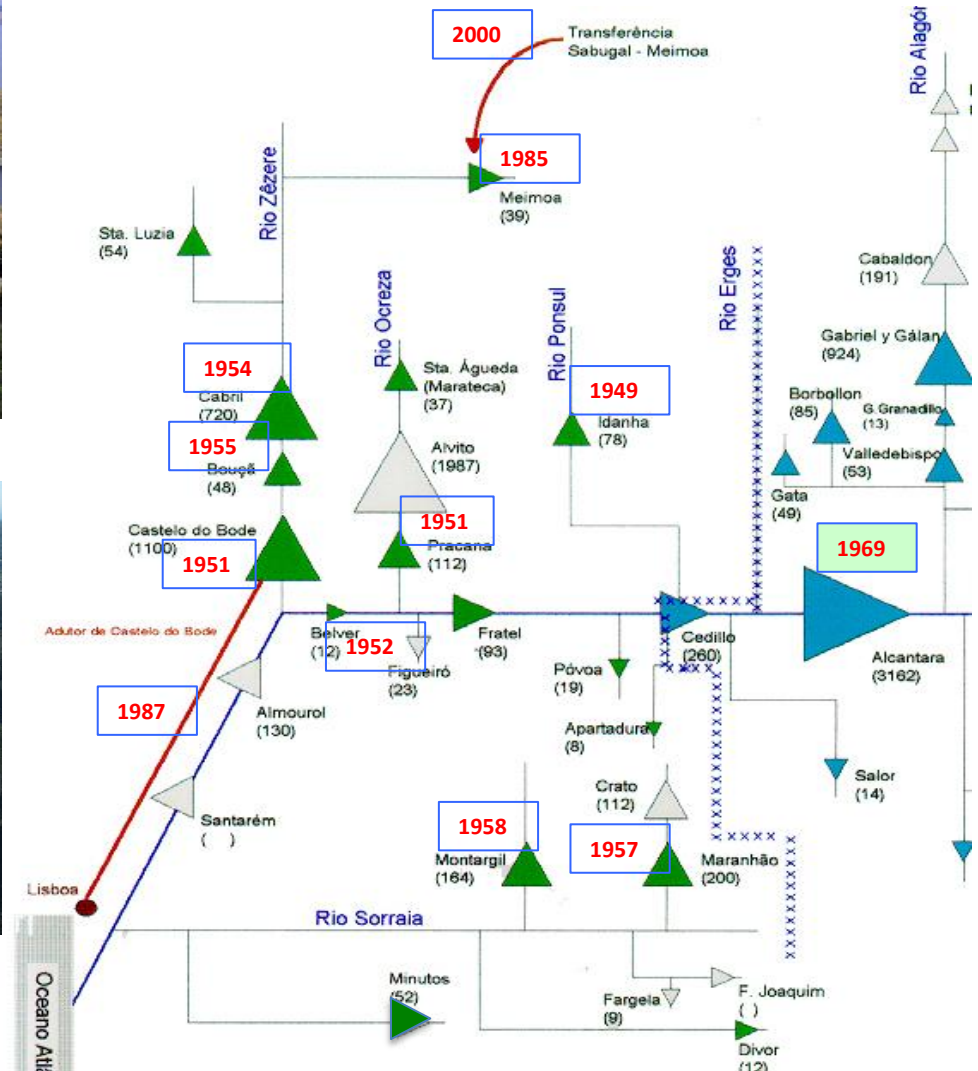 2000
Transferência
Sabugal - Meimoa
Rio Alagón
1985
Meimoa
(39)
Rio Zêzere
Sta. Luzia
(54)
Rio Ocreza
Rio Ponsul
Rio Erges
Cabaldon
(191)
Gabriel y Gálan
(924)
1954
Cabril
(720)
Sta. Águeda
(Marateca)
(37)
1949
Idanha
(78)
Borbollon
(85)
G. Granadillo
(13)
1955
Bouçã
(48)
Alvito
(1987)
Valledebispo
(53)
Gata
(49)
Castelo do Bode
(1100)
1951
1951
Pracana
(112)
1969
Adutor de Castelo do Bode
Belver
(12)
1952
Figueiró
(23)
Fratel
(93)
Cedillo
(260)
Alcantara
(3162)
Póvoa
(19)
1987
Almourol
(130)
Apartadura
(8)
Salor
(14)
Crato
(112)
Santarém
( )
1958
Montargil
(164)
1957
Maranhão
(200)
Lisboa
Rio Sorraia
Oceano Atlâ
Minutos
(52)
Fargela
(9)
F. Joaquim
( )
Divor
(12)